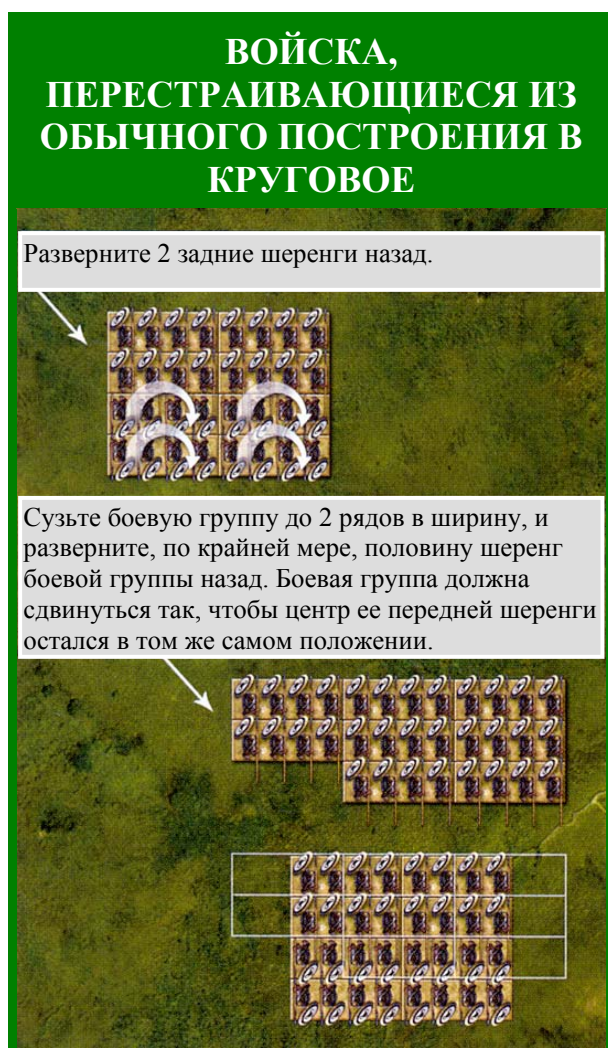 ВОЙСКА,
ПЕРЕСТРАИВАЮЩИЕСЯ ИЗ
ОБЫЧНОГО ПОСТРОЕНИЯ В
КРУГОВОЕ
Разверните 2 задние шеренги назад.
Сузьте боевую группу до 2 рядов в ширину, и
разверните, по крайней мере, половину шеренг
боевой группы назад. Боевая группа должна
сдвинуться так, чтобы центр ее передней шеренги
остался в том же самом положении.